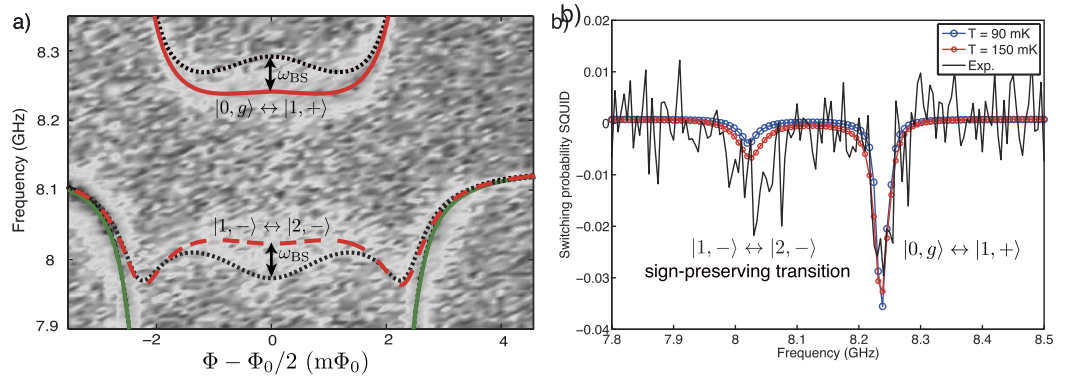 a)
8.3
8.2
8.1
8
7.9
Frequency (GHz)
ω_BS
|0, g⟩ ↔ |1, +⟩
|1, −⟩ ↔ |2, −⟩
ω_BS
−2
0
2
4
Φ − Φ₀/2 (mΦ₀)
b) b)
0.02
0.01
0
−0.01
−0.02
−0.03
−0.04
Switching probability SQUID
T = 90 mK
T = 150 mK
Exp.
|1, −⟩ ↔ |2, −⟩
sign-preserving transition
|0, g⟩ ↔ |1, +⟩
7.8
7.9
8
8.1
8.2
8.3
8.4
8.5
Frequency (GHz)